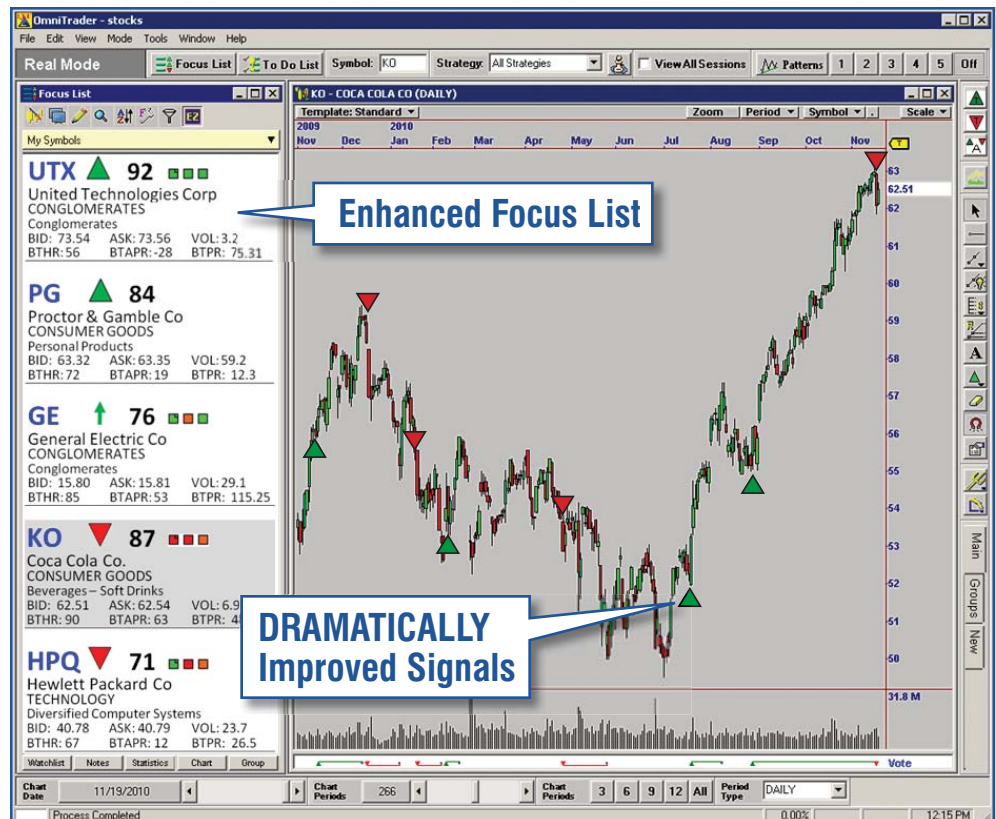 OmniTrader - stocks
File Edit View Mode Tools Window Help
Real Mode Focus List To Do List Symbol: KO Strategy: All Strategies View All Sessions Patterns 1 2 3 4 5 Off
Focus List
EZ
My Symbols
UTX 92
United Technologies Corp
CONGLOMERATES
Conglomerates
BID: 73.54 ASK: 73.56 VOL: 3.2
BTHR: 56 BTAPR: -28 BTPR: 75.31
PG 84
Proctor & Gamble Co
CONSUMER GOODS
Personal Products
BID: 63.32 ASK: 63.35 VOL: 59.2
BTHR: 72 BTAPR: 19 BTPR: 12.3
GE 76
General Electric Co
CONGLOMERATES
Conglomerates
BID: 15.80 ASK: 15.81 VOL: 29.1
BTHR: 85 BTAPR: 53 BTPR: 115.25
KO 87
Coca Cola Co.
CONSUMER GOODS
Beverages – Soft Drinks
BID: 62.51 ASK: 62.54 VOL: 6.9
BTHR: 90 BTAPR: 63 BTPR:
HPQ 71
Hewlett Packard Co
TECHNOLOGY
Diversified Computer Systems
BID: 40.78 ASK: 40.79 VOL: 23.7
BTHR: 67 BTAPR: 12 BTPR: 26.5
Watchlist Notes Statistics Chart Group
KO - COCA COLA CO (DAILY)
Template: Standard Zoom Period Symbol . Scale
2009 2010
Nov Dec Jan Feb Mar Apr May Jun Jul Aug Sep Oct Nov T
63
62.51
62
61
60
59
58
57
56
55
54
53
52
51
50
31.8 M
Vote
Enhanced Focus List
DRAMATICALLY
Improved Signals
A
A
Main
Groups
New
Chart Date 11/19/2010 Chart Periods 266 Chart Periods 3 6 9 12 All Period Type DAILY
Process Completed 0.00% 12:15 PM